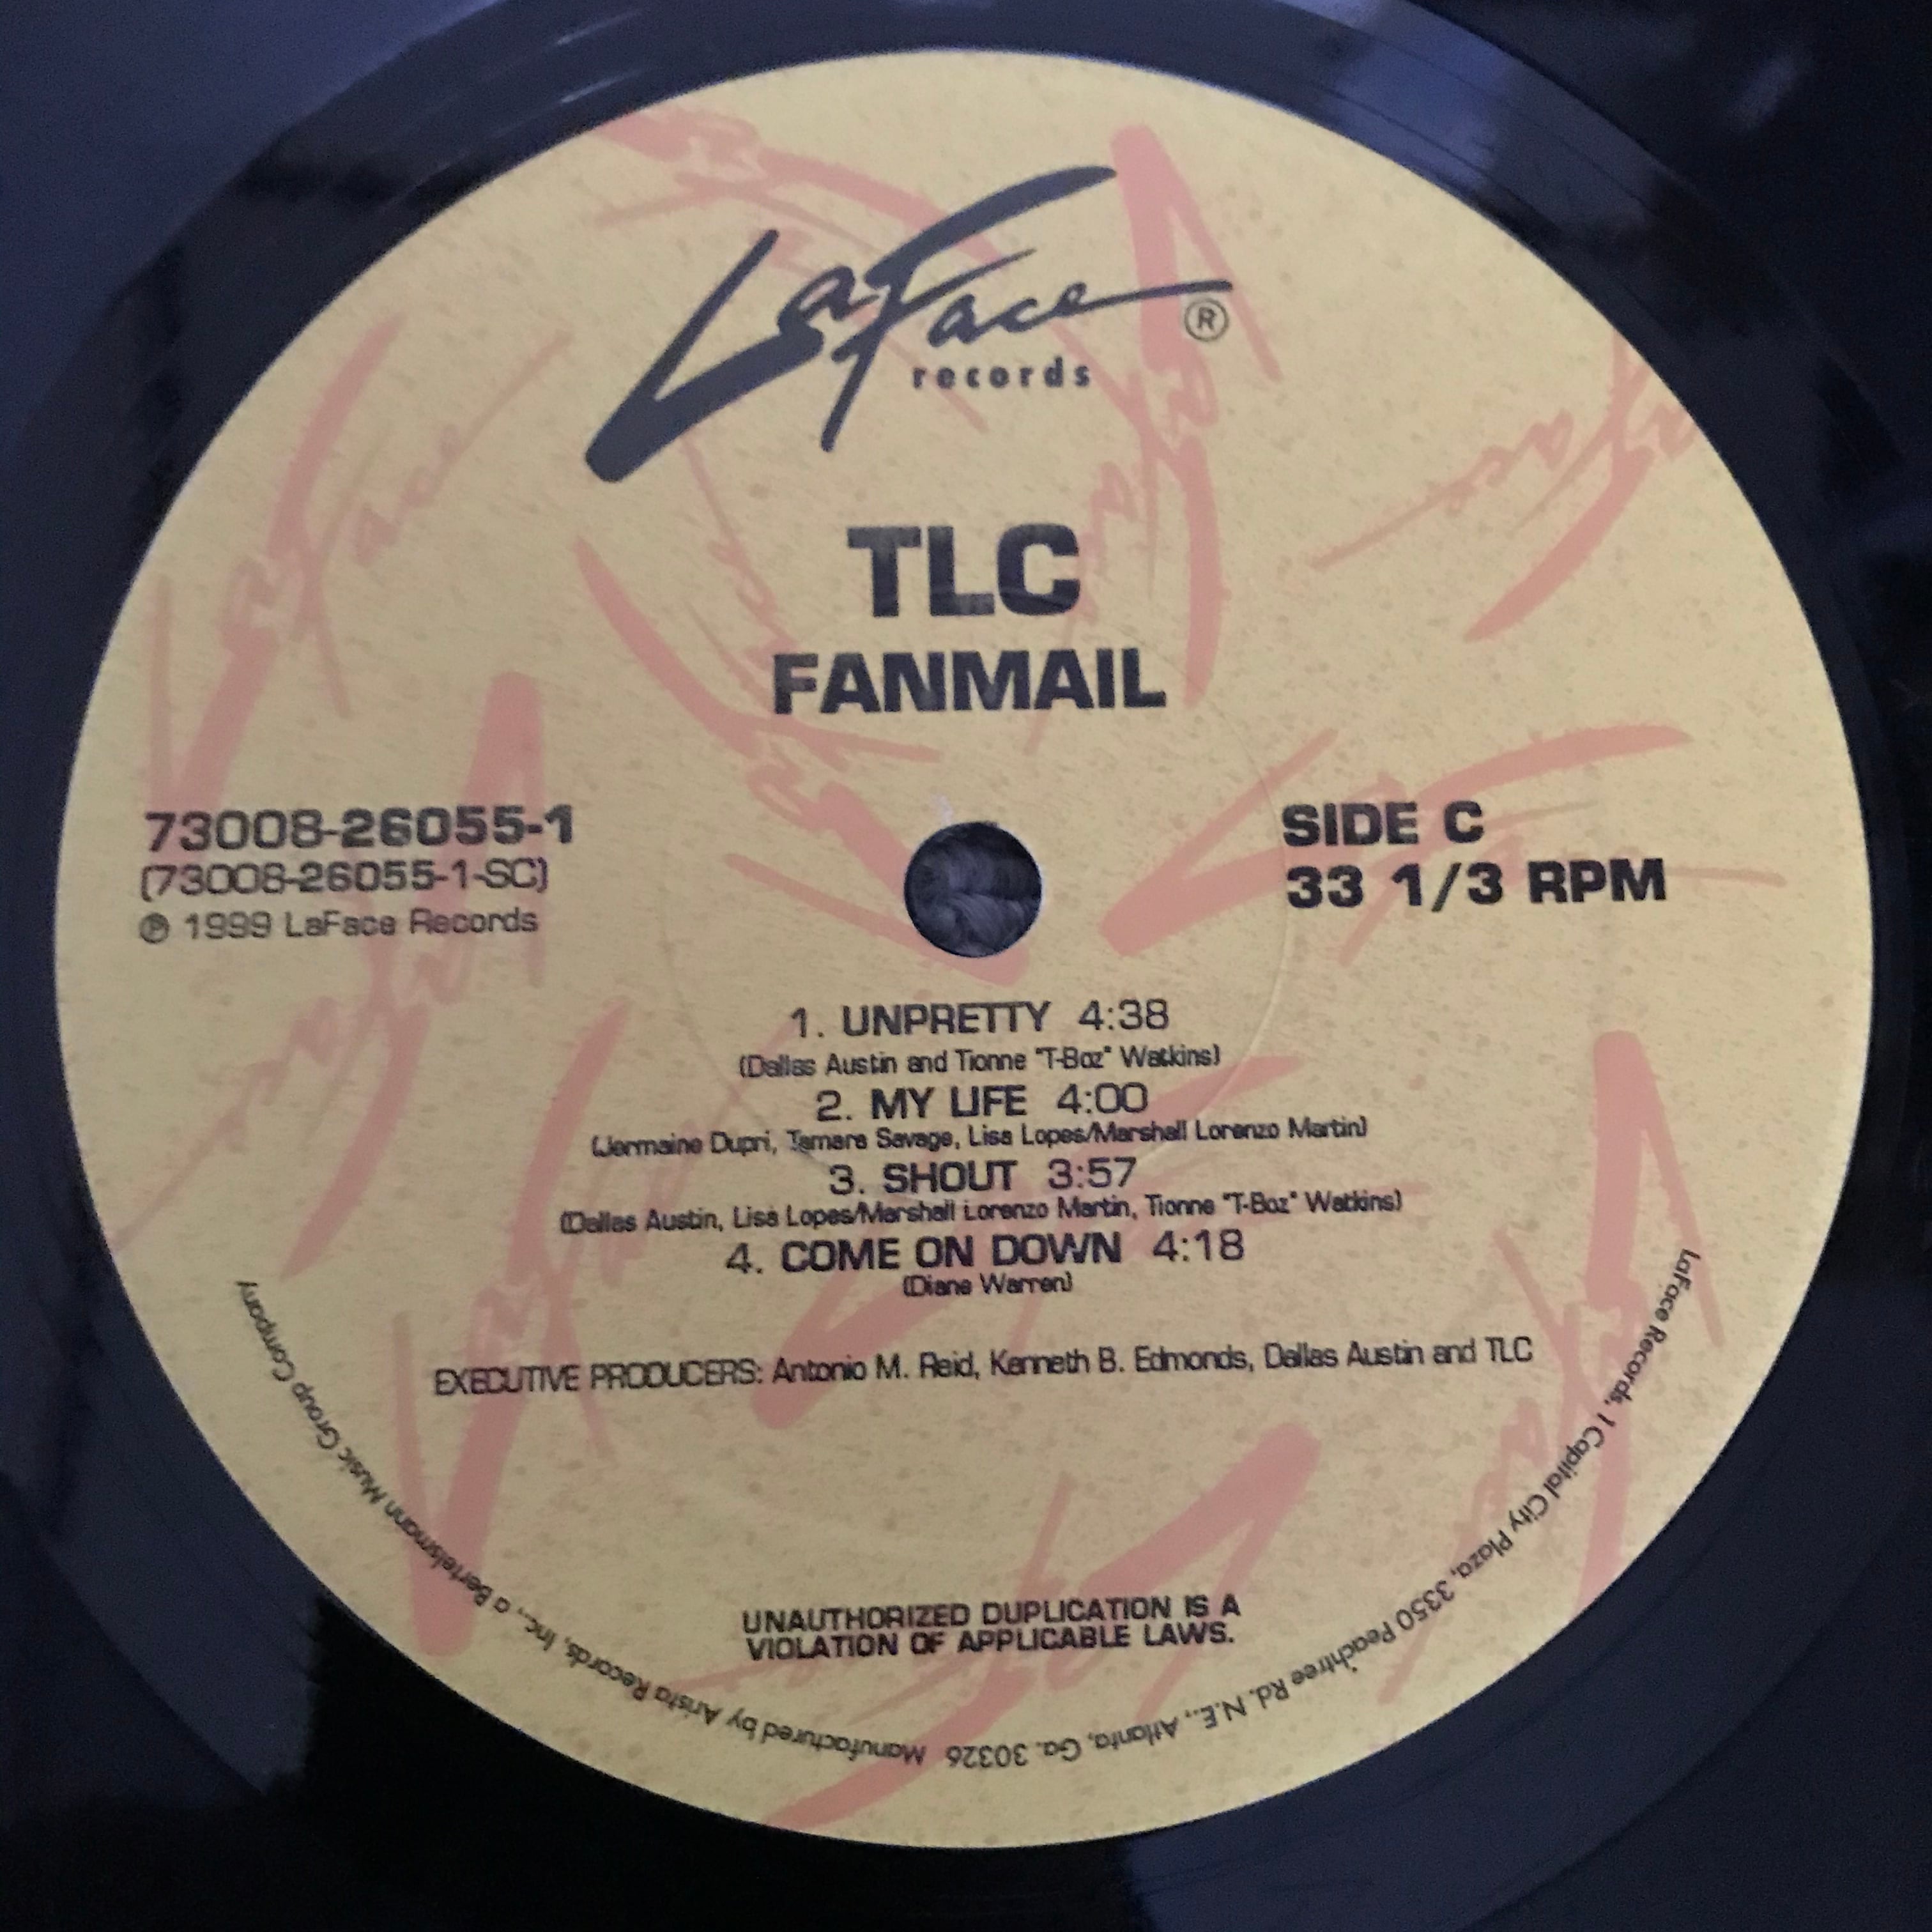 LaFace
records ®
TLC
FANMAIL
73008-26055-1
(73008-26055-1-SC)
℗ 1999 LaFace Records
SIDE C
33 1/3 RPM
1. UNPRETTY 4:38
(Dallas Austin and Tionne "T-Boz" Watkins)
2. MY LIFE 4:00
(Jermaine Dupri, Tamara Savage, Lisa Lopes/Marshall Lorenzo Martin)
3. SHOUT 3:57
(Dallas Austin, Lisa Lopes/Marshall Lorenzo Martin, Tionne "T-Boz" Watkins)
4. COME ON DOWN 4:18
(Diane Warren)
EXECUTIVE PRODUCERS: Antonio M. Reid, Kenneth B. Edmonds, Dallas Austin and TLC
UNAUTHORIZED DUPLICATION IS A
VIOLATION OF APPLICABLE LAWS.
LaFace Records, 1 Capital City Plaza, 3350 Peachtree Rd. N.E., Atlanta, Ga. 30326 Manufactured by Arista Records, Inc., a Bertelsmann Music Group Company